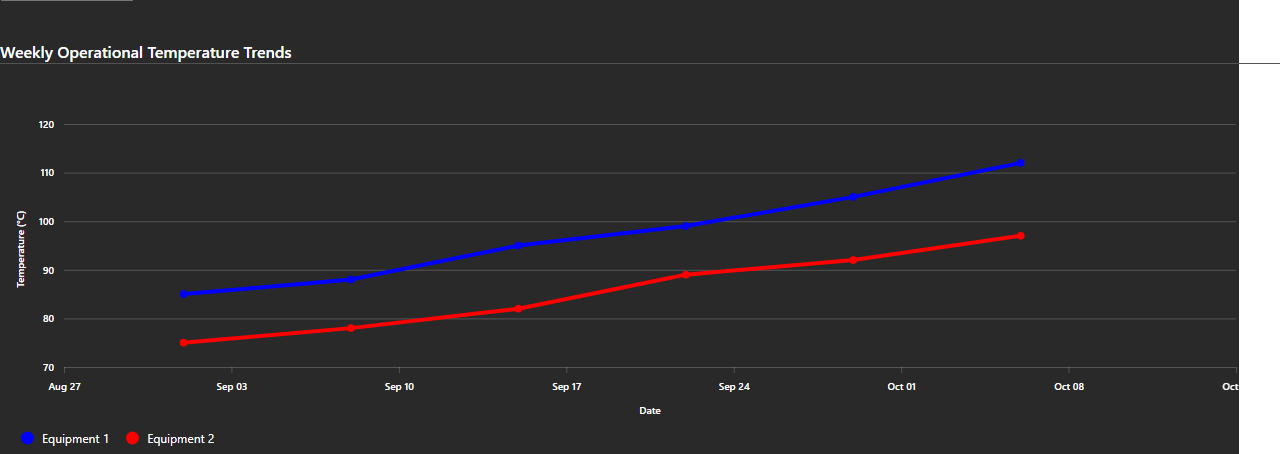 Weekly Operational Temperature Trends
120
110
100
90
80
70
Temperature (°C)
Aug 27 Sep 03 Sep 10 Sep 17 Sep 24 Oct 01 Oct 08 Oct
Date
Equipment 1 Equipment 2